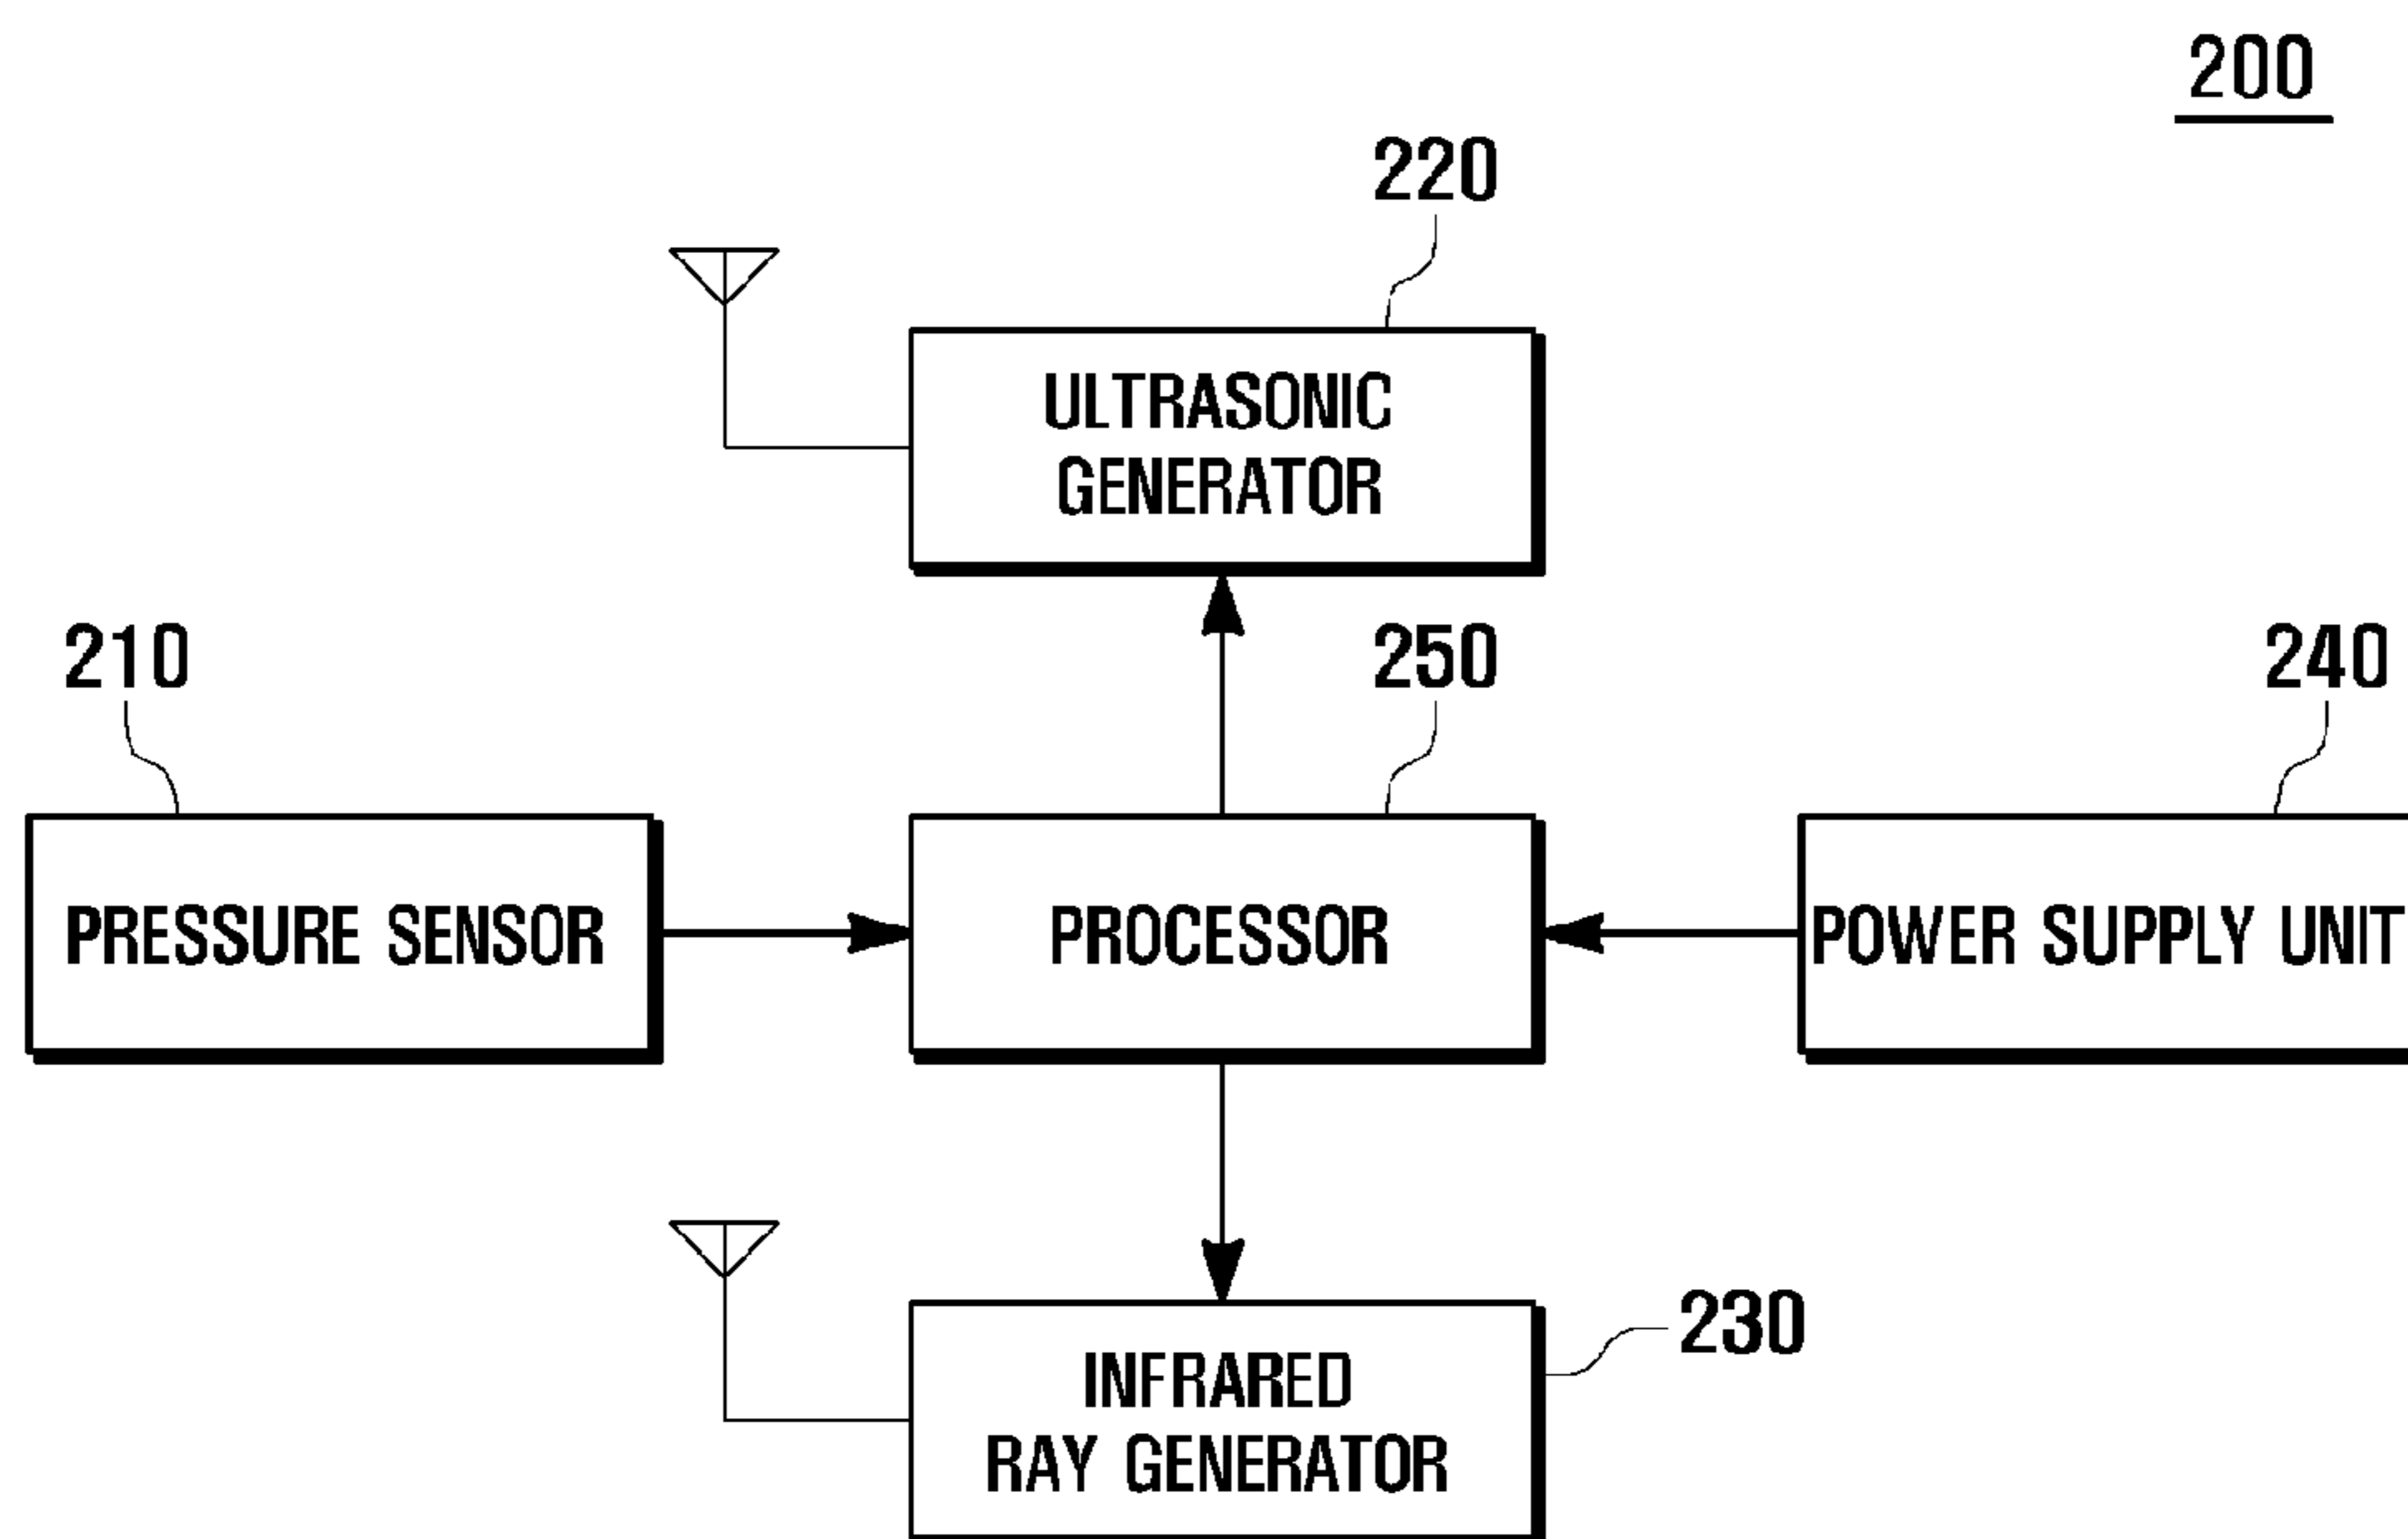 200
220
ULTRASONIC
GENERATOR
210
250
240
PRESSURE SENSOR
PROCESSOR
POWER SUPPLY UNIT
230
INFRARED
RAY GENERATOR